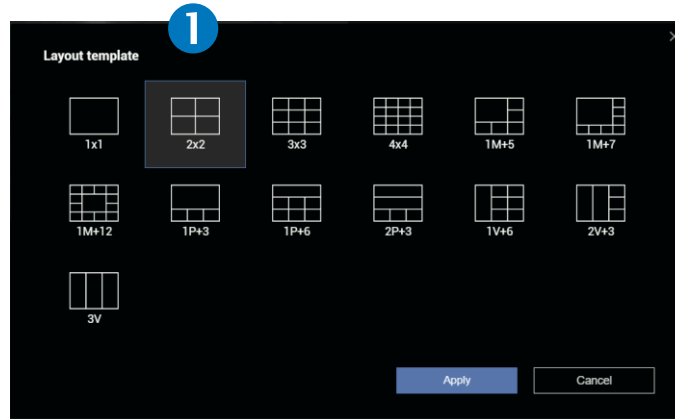 1
Layout template
1x1 2x2 3x3 4x4 1M+5 1M+7
1M+12 1P+3 1P+6 2P+3 1V+6 2V+3
3V
Apply Cancel